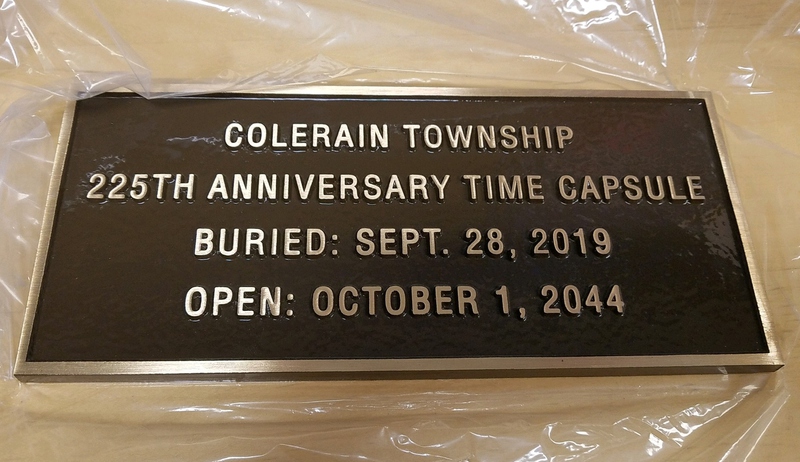 COLERAIN TOWNSHIP
225TH ANNIVERSARY TIME CAPSULE
BURIED: SEPT. 28, 2019
OPEN: OCTOBER 1, 2044